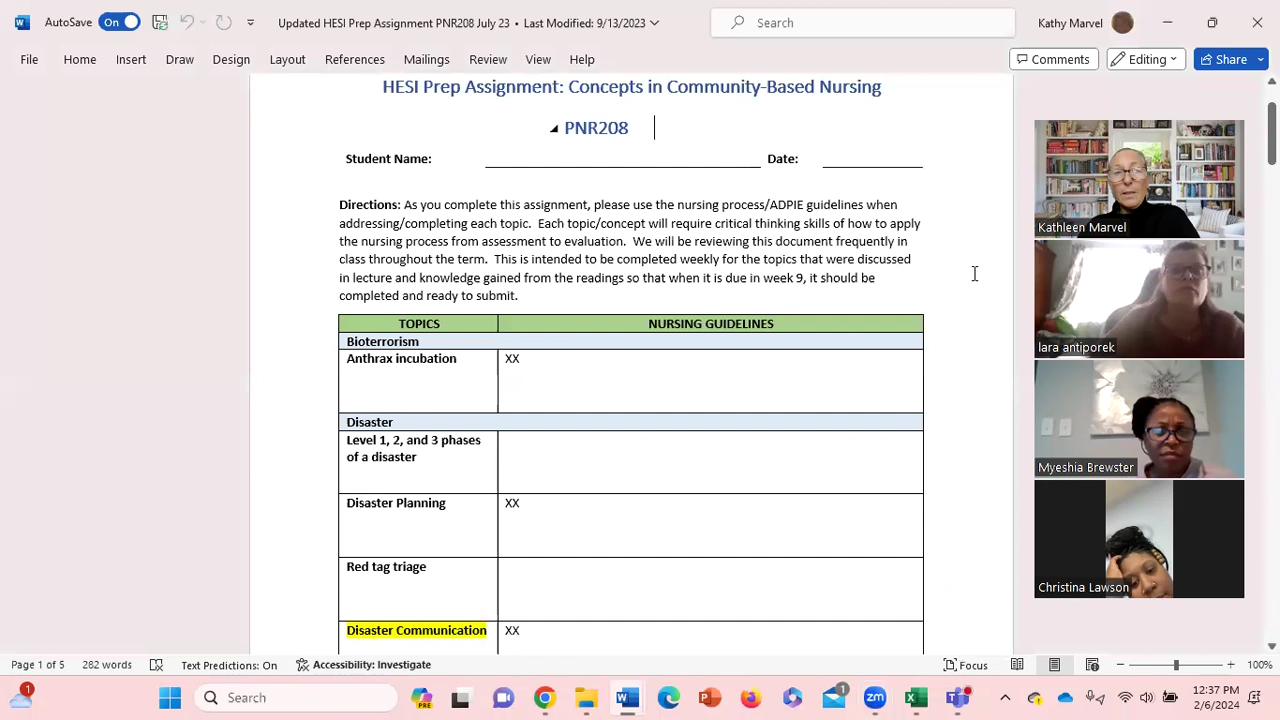 Updated HESI Prep Assignment PNR208 July 23 • Last Modified: 9/13/2023
AutoSave On
Search
Kathy Marvel
File Home Insert Draw Design Layout References Mailings Review View Help
Comments Editing Share
HESI Prep Assignment: Concepts in Community-Based Nursing
PNR208
Student Name: Date:
Directions: As you complete this assignment, please use the nursing process/ADPIE guidelines when
addressing/completing each topic. Each topic/concept will require critical thinking skills of how to apply
the nursing process from assessment to evaluation. We will be reviewing this document frequently in
class throughout the term. This is intended to be completed weekly for the topics that were discussed
in lecture and knowledge gained from the readings so that when it is due in week 9, it should be
completed and ready to submit.
TOPICS NURSING GUIDELINES
Bioterrorism
Anthrax incubation XX
Disaster
Level 1, 2, and 3 phases
of a disaster
Disaster Planning XX
Red tag triage
Disaster Communication XX
Kathleen Marvel
lara antiporek
Myeshia Brewster
Christina Lawson
Page 1 of 5 282 words Text Predictions: On Accessibility: Investigate Focus 100%
1 Search PRE 1 zm 12:37 PM
2/6/2024